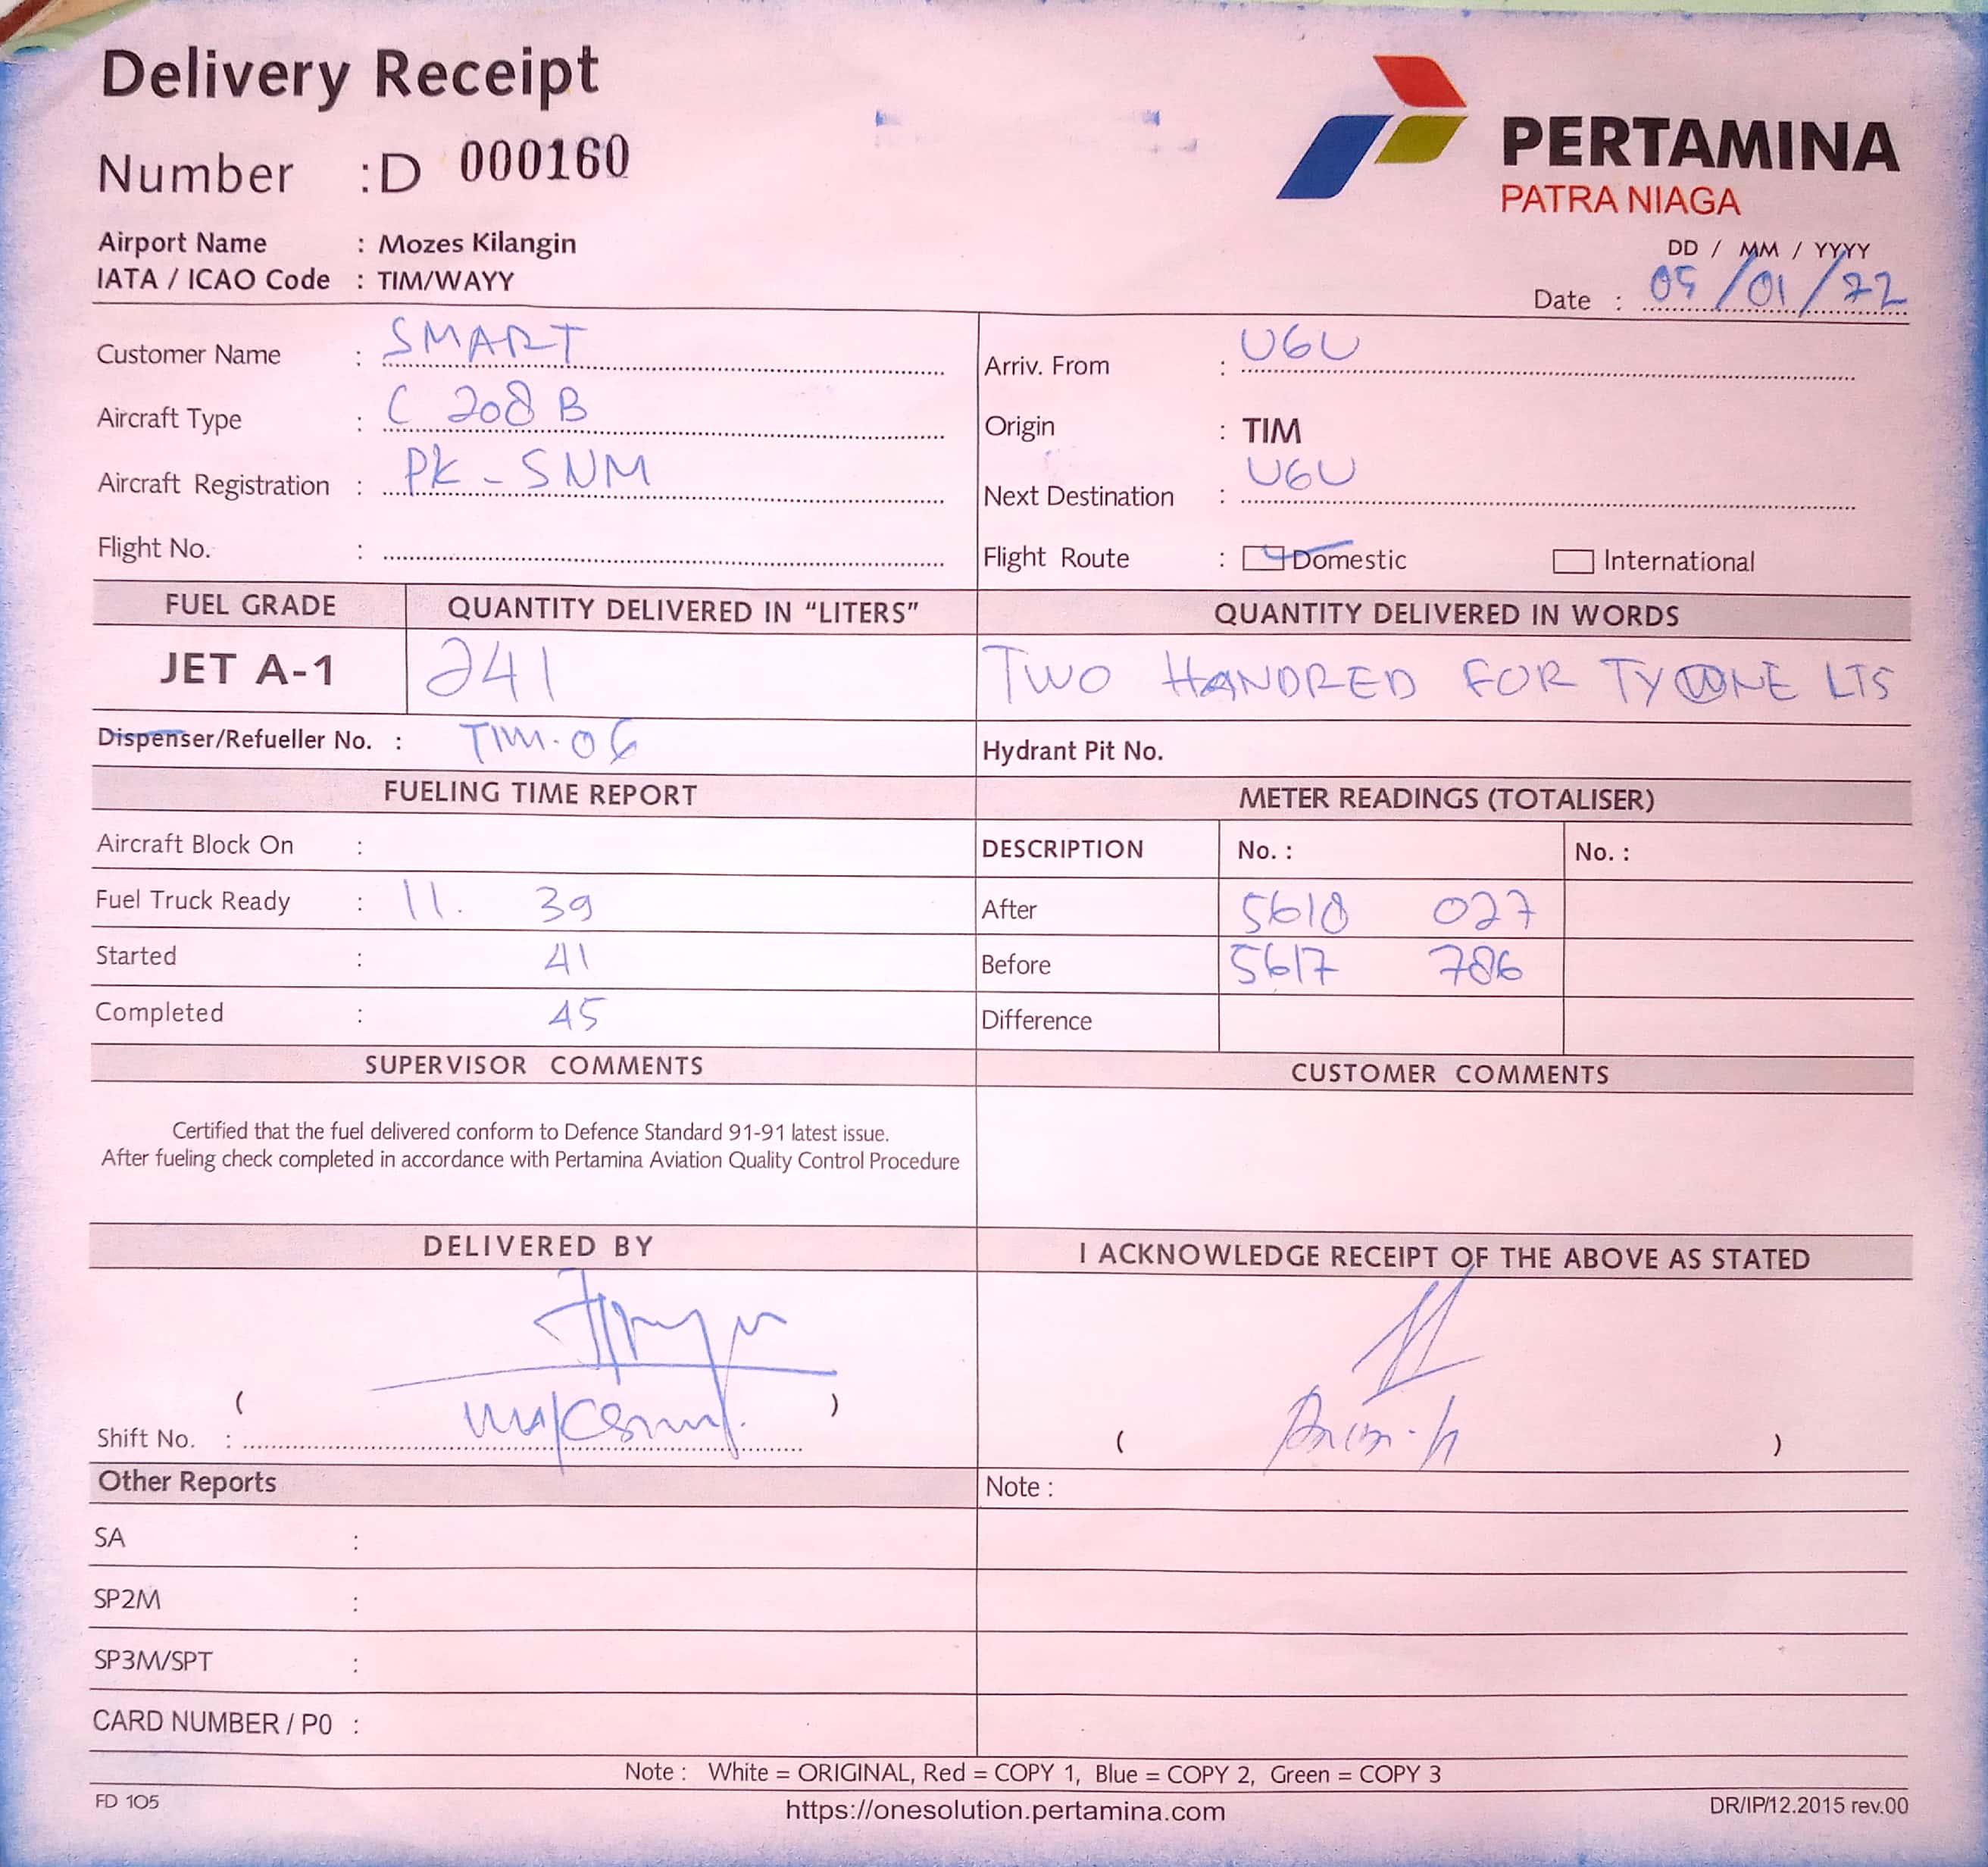 Delivery Receipt
Number : D 000160
PERTAMINA
PATRA NIAGA
Airport Name : Mozes Kilangin
IATA / ICAO Code : TIM/WAYY
DD / MM / YYYY
Date : 05/01/22
Customer Name : SMART
Arriv. From : UGU
Aircraft Type : C 208 B
Origin : TIM
Aircraft Registration : PK - SNM
Next Destination : UGU
Flight No. :
Flight Route : Domestic International
FUEL GRADE QUANTITY DELIVERED IN "LITERS" QUANTITY DELIVERED IN WORDS
JET A-1 241 TWO HANDRED FOR TY ONE LTS
Dispenser/Refueller No. : TIM-06 Hydrant Pit No.
FUELING TIME REPORT METER READINGS (TOTALISER)
Aircraft Block On : DESCRIPTION No. : No. :
Fuel Truck Ready : 11. 39 After 5618 027
Started : 41 Before 5617 786
Completed : 45 Difference
SUPERVISOR COMMENTS CUSTOMER COMMENTS
Certified that the fuel delivered conform to Defence Standard 91-91 latest issue.
After fueling check completed in accordance with Pertamina Aviation Quality Control Procedure
DELIVERED BY I ACKNOWLEDGE RECEIPT OF THE ABOVE AS STATED
( ) ( )
Shift No. :
Other Reports Note :
SA :
SP2M :
SP3M/SPT :
CARD NUMBER / P0 :
Note : White = ORIGINAL, Red = COPY 1, Blue = COPY 2, Green = COPY 3
FD 105 https://onesolution.pertamina.com DR/IP/12.2015 rev.00